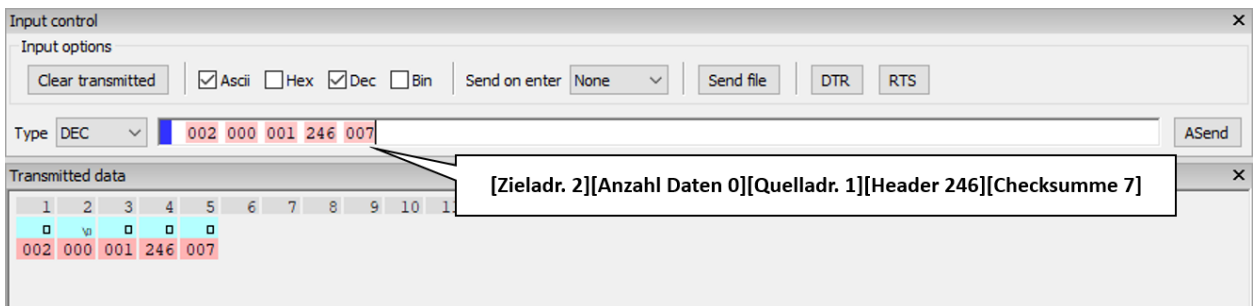 Input control
Input options
Clear transmitted Ascii Hex Dec Bin Send on enter None Send file DTR RTS
Type DEC 002 000 001 246 007 ASend
[Zieladr. 2][Anzahl Daten 0][Quelladr. 1][Header 246][Checksumme 7]
Transmitted data
1 2 3 4 5 6 7 8 9 10
\0
002 000 001 246 007